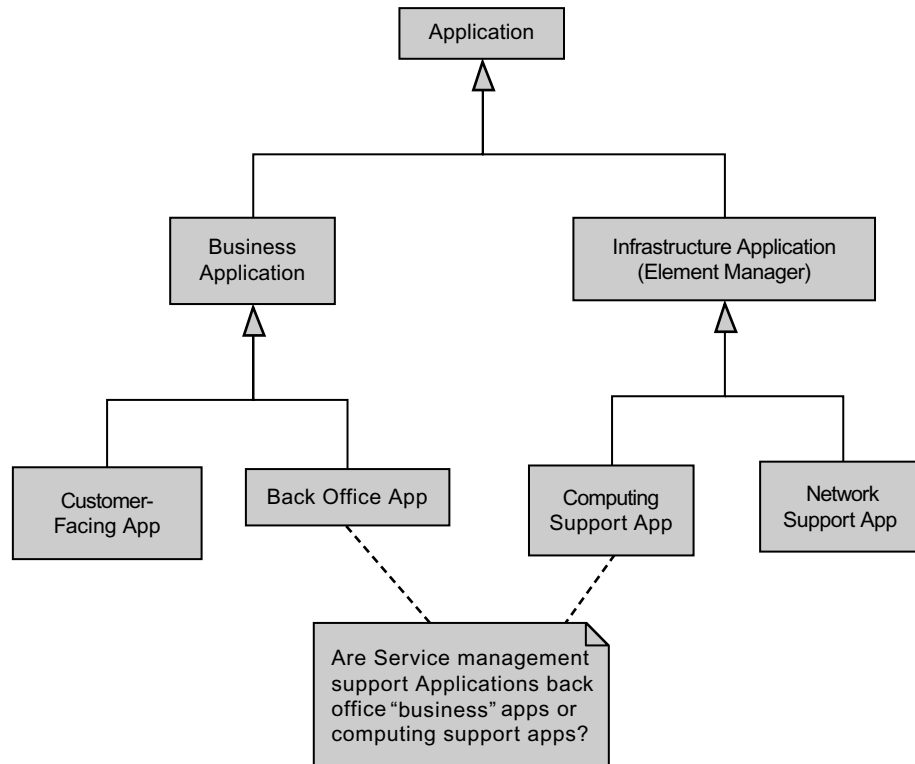 Application
Business
Application
Infrastructure Application
(Element Manager)
Customer-
Facing App
Back Office App
Computing
Support App
Network
Support App
Are Service management
support Applications back
office “business” apps or
computing support apps?